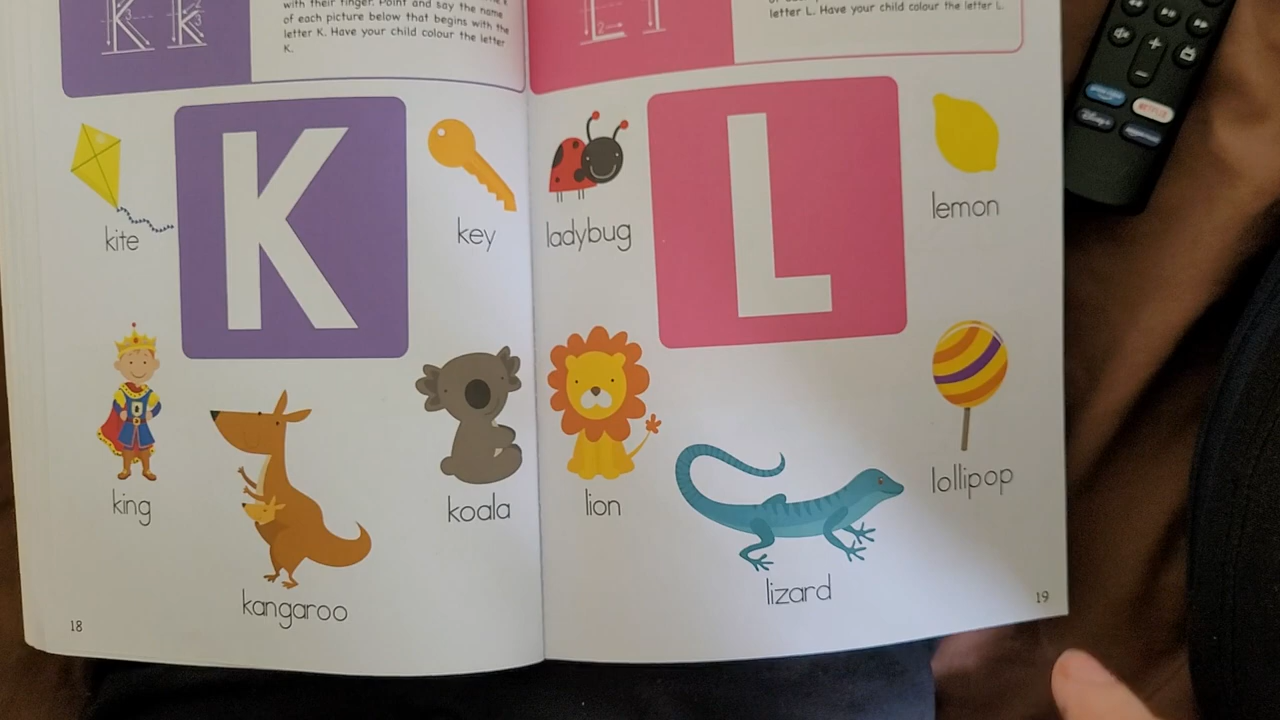 K k
with their finger. Point and say the name
of each picture below that begins with the
letter K. Have your child colour the letter
K.
K
kite
key
king
koala
kangaroo
18
L
letter L. Have your child colour the letter L.
L
ladybug
lemon
lion
lollipop
lizard
19
NETFLIX
Disney+